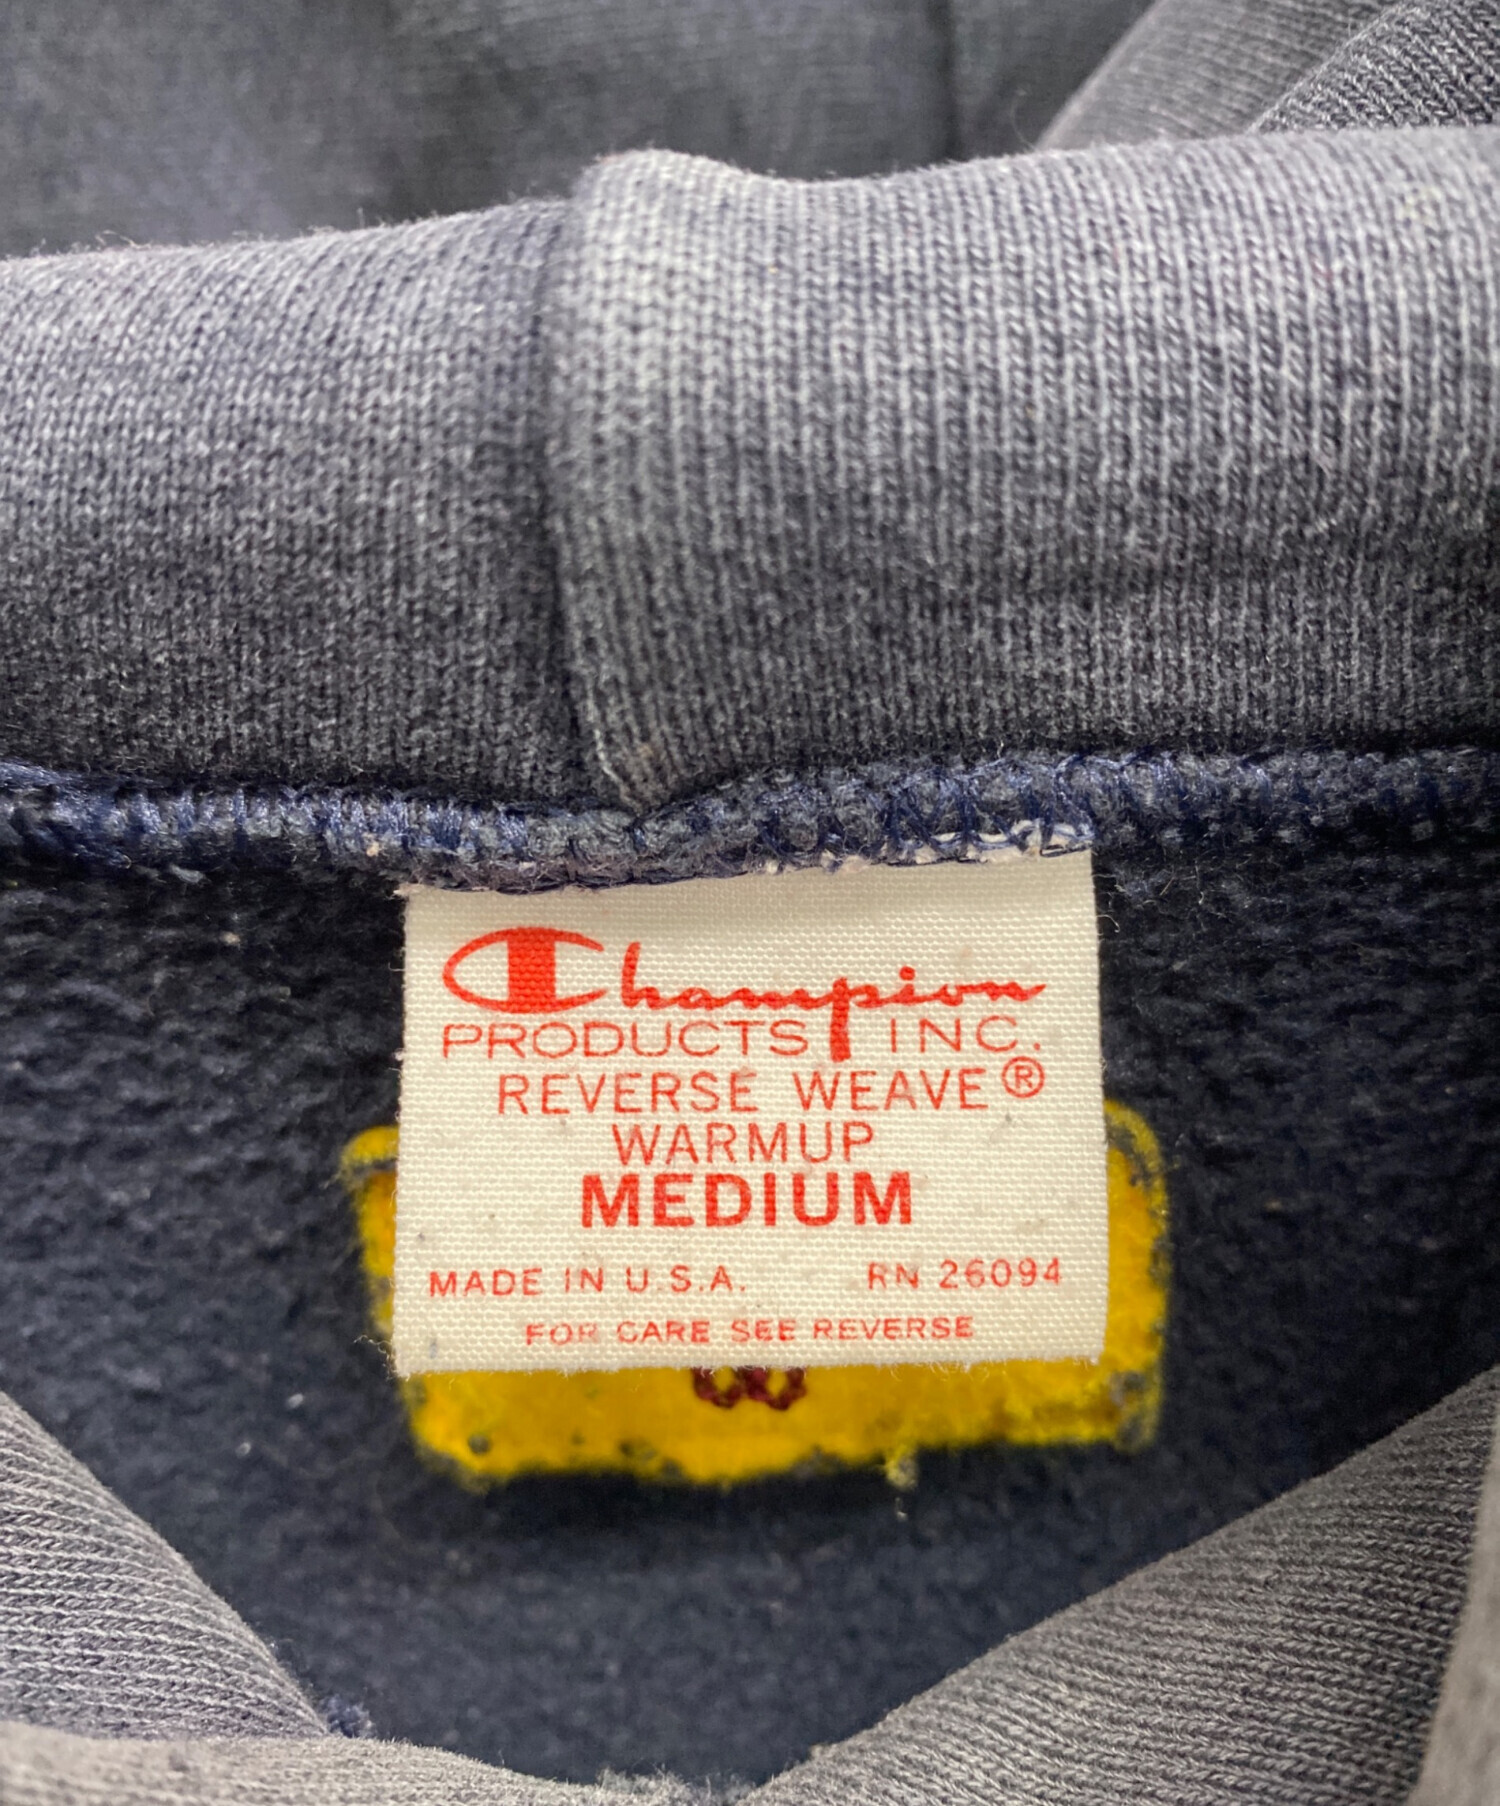 Champion
PRODUCTS INC.
REVERSE WEAVE®
WARMUP
MEDIUM
MADE IN U.S.A. RN 26094
FOR CARE SEE REVERSE